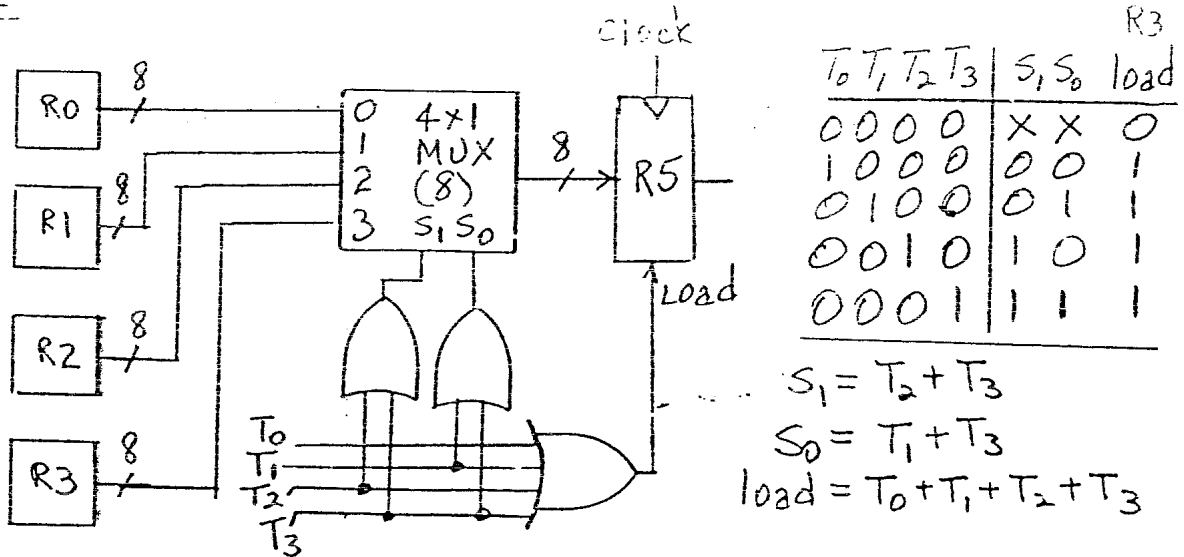 Clock
R0
8
0 4x1
1 MUX
2 (8)
3 S₁ S₀
8
R5
Load
R1
8
R2
8
R3
8
T₀
T₁
T₂
T₃
R3
T₀ T₁ T₂ T₃ S₁ S₀ load
0 0 0 0 X X 0
1 0 0 0 0 0 1
0 1 0 0 0 1 1
0 0 1 0 1 0 1
0 0 0 1 1 1 1
S₁ = T₂ + T₃
S₀ = T₁ + T₃
load = T₀ + T₁ + T₂ + T₃